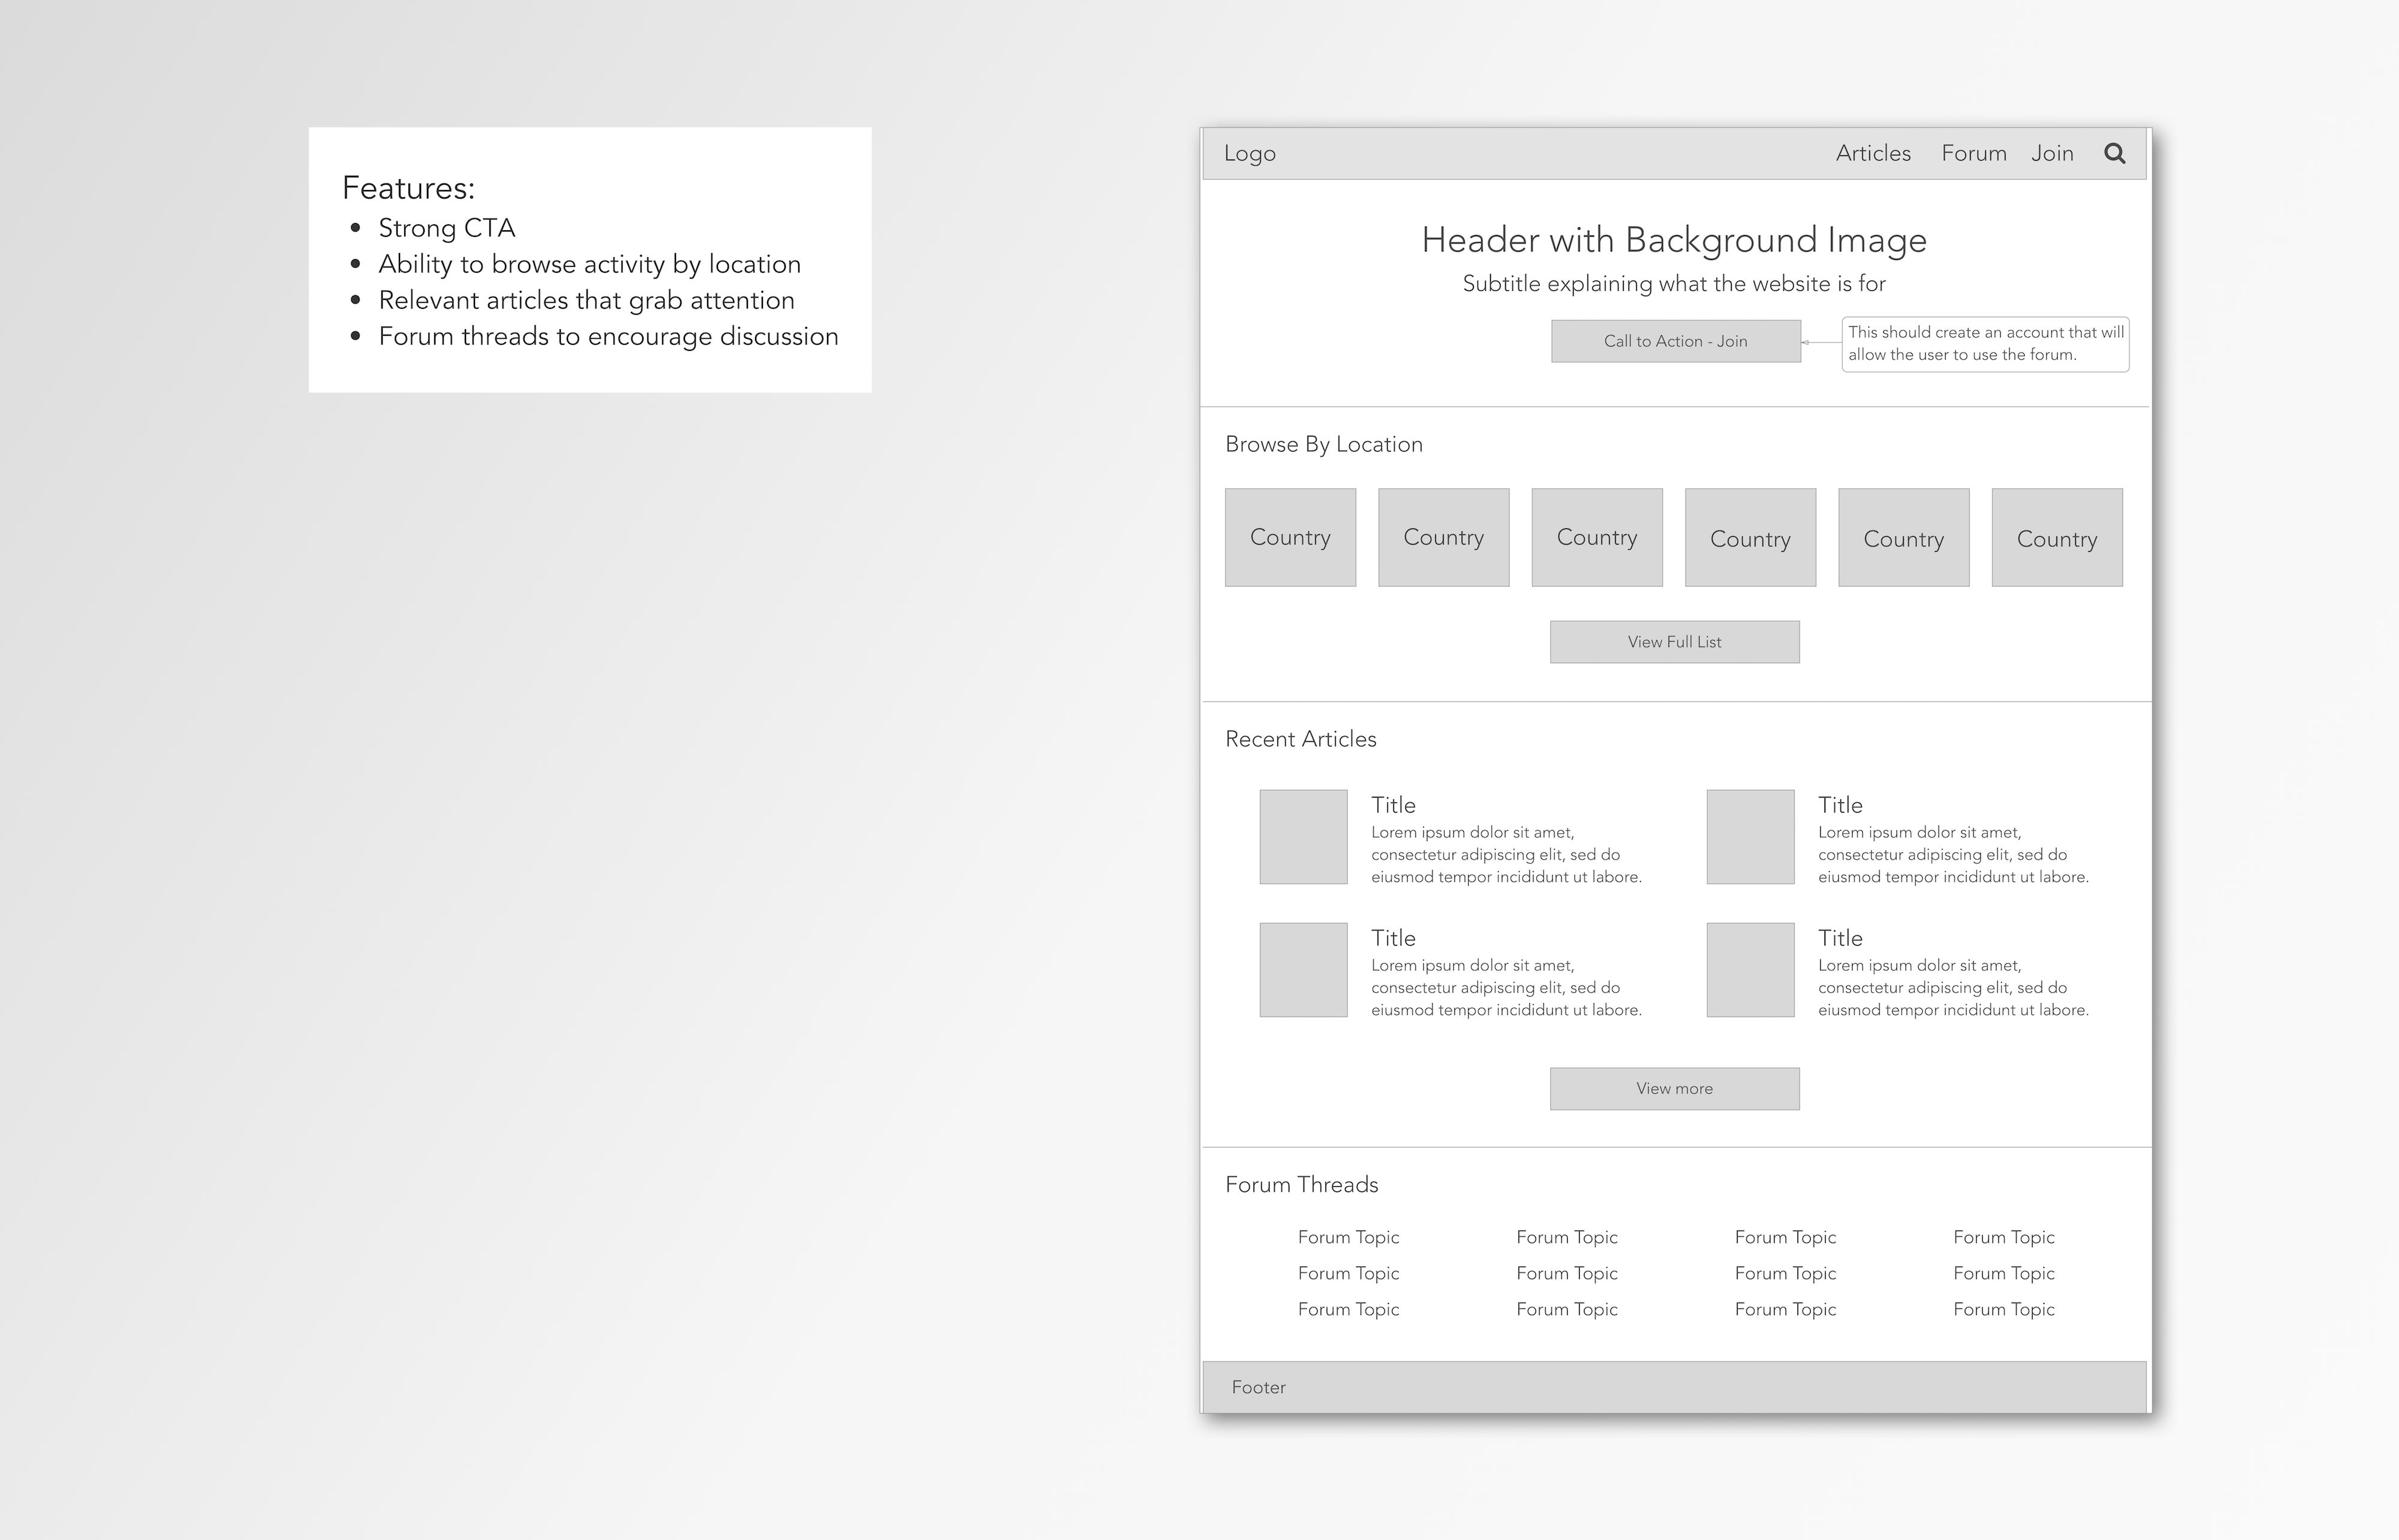 Features:
• Strong CTA
• Ability to browse activity by location
• Relevant articles that grab attention
• Forum threads to encourage discussion
Logo
Articles Forum Join
Header with Background Image
Subtitle explaining what the website is for
Call to Action - Join
This should create an account that will
allow the user to use the forum.
Browse By Location
Country Country Country Country Country Country
View Full List
Recent Articles
Title
Lorem ipsum dolor sit amet,
consectetur adipiscing elit, sed do
eiusmod tempor incididunt ut labore.
Title
Lorem ipsum dolor sit amet,
consectetur adipiscing elit, sed do
eiusmod tempor incididunt ut labore.
Title
Lorem ipsum dolor sit amet,
consectetur adipiscing elit, sed do
eiusmod tempor incididunt ut labore.
Title
Lorem ipsum dolor sit amet,
consectetur adipiscing elit, sed do
eiusmod tempor incididunt ut labore.
View more
Forum Threads
Forum Topic Forum Topic Forum Topic Forum Topic
Forum Topic Forum Topic Forum Topic Forum Topic
Forum Topic Forum Topic Forum Topic Forum Topic
Footer